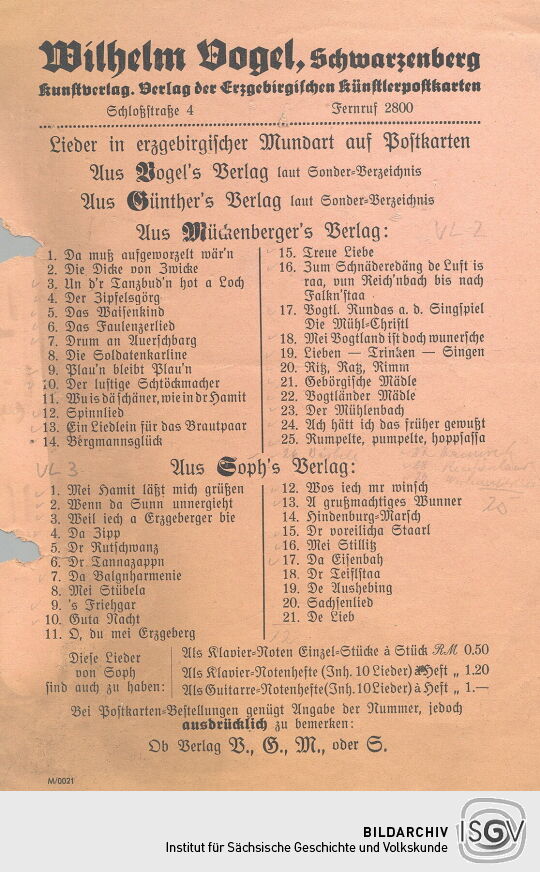 Wilhelm Vogel, Schwarzenberg
Kunstverlag. Verlag der Erzgebirgischen Künstlerpostkarten
Schloßstraße 4 Fernruf 2800
Lieder in erzgebirgischer Mundart auf Postkarten
Aus Vogel's Verlag laut Sonder-Verzeichnis
Aus Günther's Verlag laut Sonder-Verzeichnis
Aus Mückenberger's Verlag:
VL 2
1. Da muß aufgeworzelt wär'n
2. Die Dicke von Zwicke
3. Un d'r Tanzbud'n hot a Loch
4. Der Zipfelsgörg
5. Das Waisenkind
6. Das Faulenzerlied
7. Drum an Auerschbarg
8. Die Soldatenkarline
9. Plau'n bleibt Plau'n
10. Der lustige Schtöckmacher
11. Wu is dä schäner, wie in dr Hamit
12. Spinnlied
13. Ein Liedlein für das Brautpaar
14. Bergmannsglück
15. Treue Liebe
16. Zum Schnäderedäng de Luft is
raa, vun Reich'nbach bis nach
Falkn'staa
17. Vogtl. Rundas a. d. Singspiel
Die Mühl-Christl
18. Mei Vogtland ist doch wunersche
19. Lieben — Trinken — Singen
20. Ritz, Ratz, Rimm
21. Gebörgische Mädle
22. Vogtländer Mädle
23. Der Mühlenbach
24. Ach hätt ich das früher gewußt
25. Rumpelte, pumpelte, hoppsassa
VL 3
Aus Soph's Verlag:
1. Mei Hamit läßt mich grüßen
2. Wenn da Sunn unnergieht
3. Weil iech a Erzgeberger bie
4. Da Zipp
5. Dr Rutschwanz
6. Dr Tannazappn
7. Da Balgnharmenie
8. Mei Stübela
9. 's Friehgar
10. Guta Nacht
11. O, du mei Erzgeberg
12. Wos iech mr winsch
13. A grußmachtiges Wunner
14. Hindenburg-Marsch
15. Dr voreilicha Staarl
16. Mei Stillitz
17. Da Eisenbah
18. Dr Teiflstaa
19. De Aushebing
20. Sachsenlied
21. De Lieb
Diese Lieder
von Soph
sind auch zu haben:
Als Klavier-Noten Einzel-Stücke à Stück RM 0.50
Als Klavier-Notenhefte (Inh. 10 Lieder) à Heft „ 1.20
Als Guitarre-Notenhefte (Inh. 10 Lieder) à Heft „ 1.—
Bei Postkarten-Bestellungen genügt Angabe der Nummer, jedoch
ausdrücklich zu bemerken:
Ob Verlag V., G., M., oder S.
M/0021
BILDARCHIV
Institut für Sächsische Geschichte und Volkskunde
ISGV